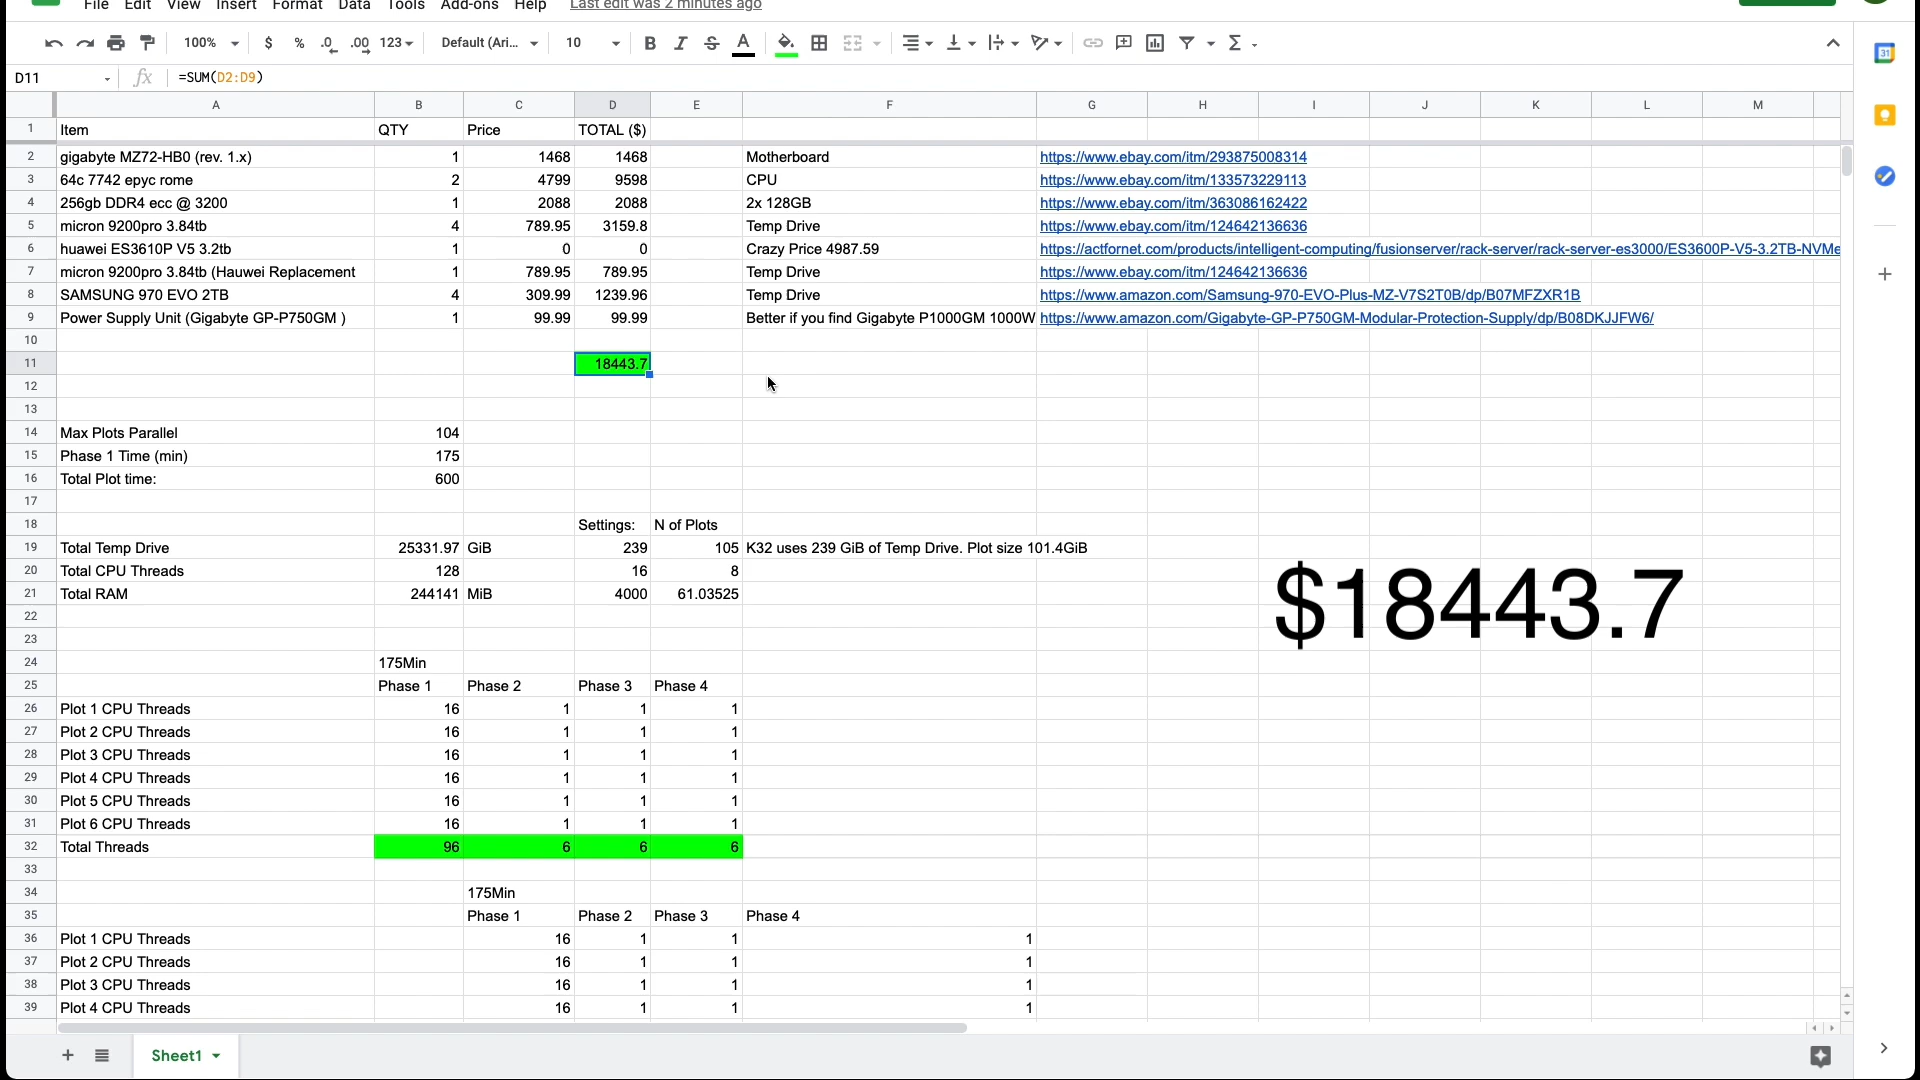 File Edit View Insert Format Data Tools Add-ons Help Last edit was 2 minutes ago
100% $ % .0 .00 123 Default (Ari... 10 B I S A
D11 fx =SUM(D2:D9)
A B C D E F G H I J K L M
1 Item QTY Price TOTAL ($)
2 gigabyte MZ72-HB0 (rev. 1.x) 1 1468 1468 Motherboard https://www.ebay.com/itm/293875008314
3 64c 7742 epyc rome 2 4799 9598 CPU https://www.ebay.com/itm/133573229113
4 256gb DDR4 ecc @ 3200 1 2088 2088 2x 128GB https://www.ebay.com/itm/363086162422
5 micron 9200pro 3.84tb 4 789.95 3159.8 Temp Drive https://www.ebay.com/itm/124642136636
6 huawei ES3610P V5 3.2tb 1 0 0 Crazy Price 4987.59 https://actfornet.com/products/intelligent-computing/fusionserver/rack-server/rack-server-es3000/ES3600P-V5-3.2TB-NVMe
7 micron 9200pro 3.84tb (Hauwei Replacement 1 789.95 789.95 Temp Drive https://www.ebay.com/itm/124642136636
8 SAMSUNG 970 EVO 2TB 4 309.99 1239.96 Temp Drive https://www.amazon.com/Samsung-970-EVO-Plus-MZ-V7S2T0B/dp/B07MFZXR1B
9 Power Supply Unit (Gigabyte GP-P750GM ) 1 99.99 99.99 Better if you find Gigabyte P1000GM 1000W https://www.amazon.com/Gigabyte-GP-P750GM-Modular-Protection-Supply/dp/B08DKJJFW6/
10
11 18443.7
12
13
14 Max Plots Parallel 104
15 Phase 1 Time (min) 175
16 Total Plot time: 600
17
18 Settings: N of Plots
19 Total Temp Drive 25331.97 GiB 239 105 K32 uses 239 GiB of Temp Drive. Plot size 101.4GiB
20 Total CPU Threads 128 16 8
21 Total RAM 244141 MiB 4000 61.03525
$18443.7
22
23
24 175Min
25 Phase 1 Phase 2 Phase 3 Phase 4
26 Plot 1 CPU Threads 16 1 1 1
27 Plot 2 CPU Threads 16 1 1 1
28 Plot 3 CPU Threads 16 1 1 1
29 Plot 4 CPU Threads 16 1 1 1
30 Plot 5 CPU Threads 16 1 1 1
31 Plot 6 CPU Threads 16 1 1 1
32 Total Threads 96 6 6 6
33
34 175Min
35 Phase 1 Phase 2 Phase 3 Phase 4
36 Plot 1 CPU Threads 16 1 1 1
37 Plot 2 CPU Threads 16 1 1 1
38 Plot 3 CPU Threads 16 1 1 1
39 Plot 4 CPU Threads 16 1 1 1
Sheet1
31